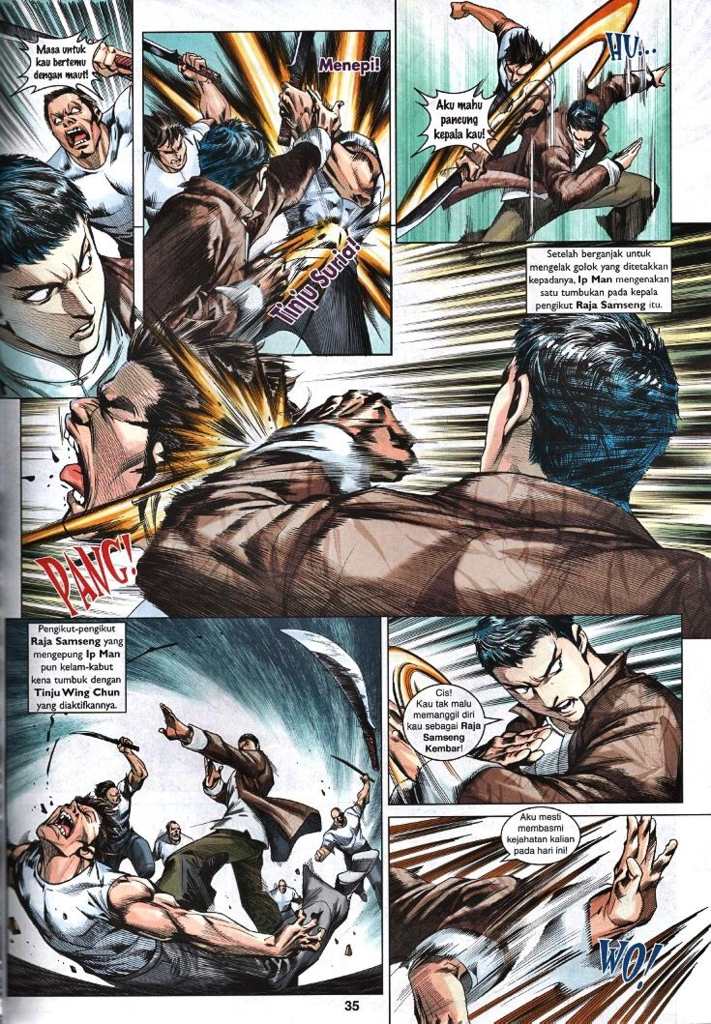 Masa untuk
kau bertemu
dengan maut!
Menepi!
Tinju Suria!
HU...
Aku mahu
pancung
kepala kau!
Setelah berganjak untuk
mengelak golok yang ditetakkan
kepadanya, Ip Man mengenakan
satu tumbukan pada kepala
pengikut Raja Samseng itu.
PANG!
Pengikut-pengikut
Raja Samseng yang
mengepung Ip Man
pun kelam-kabut
kena tumbuk dengan
Tinju Wing Chun
yang diaktifkannya.
Cis!
Kau tak malu
memanggil diri
kau sebagai Raja
Samseng
Kembar!
Aku mesti
membasmi
kejahatan kalian
pada hari ini!
WO!
35